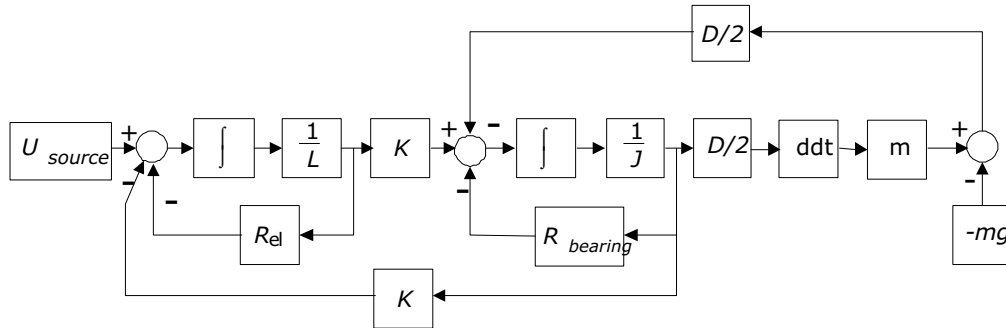 D/2
U source
+
-
-
∫
1
L
K
+
-
-
-
∫
1
J
D/2
ddt
m
+
-
-mg
R el
R bearing
K